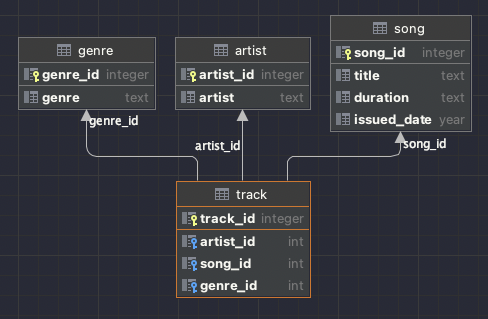 genre
genre_id integer
genre text
artist
artist_id integer
artist text
song
song_id integer
title text
duration text
issued_date year
genre_id
artist_id
song_id
track
track_id integer
artist_id int
song_id int
genre_id int